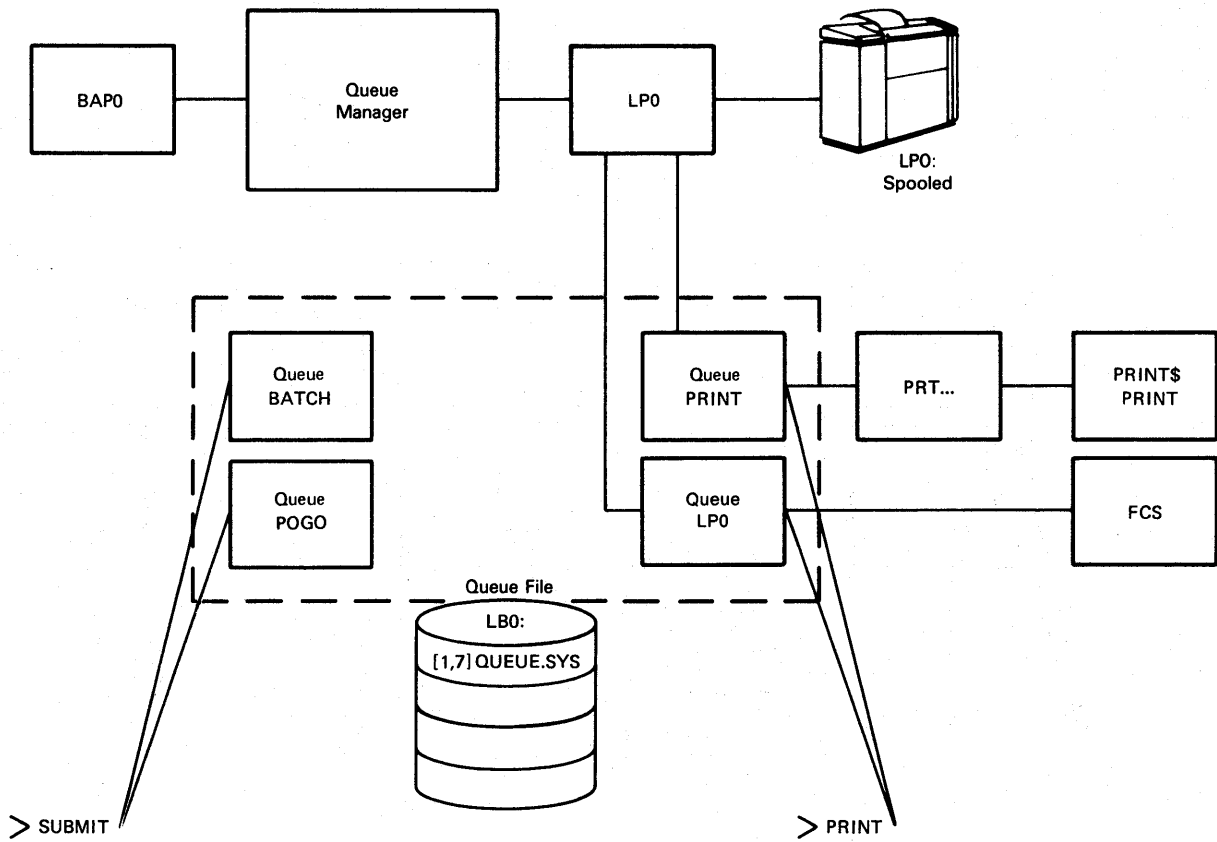 BAP0
Queue
Manager
LP0
LP0:
Spooled
Queue
BATCH
Queue
PRINT
PRT...
PRINT$
PRINT
Queue
POGO
Queue
LP0
FCS
Queue File
LB0:
[1,7] QUEUE.SYS
> SUBMIT
> PRINT